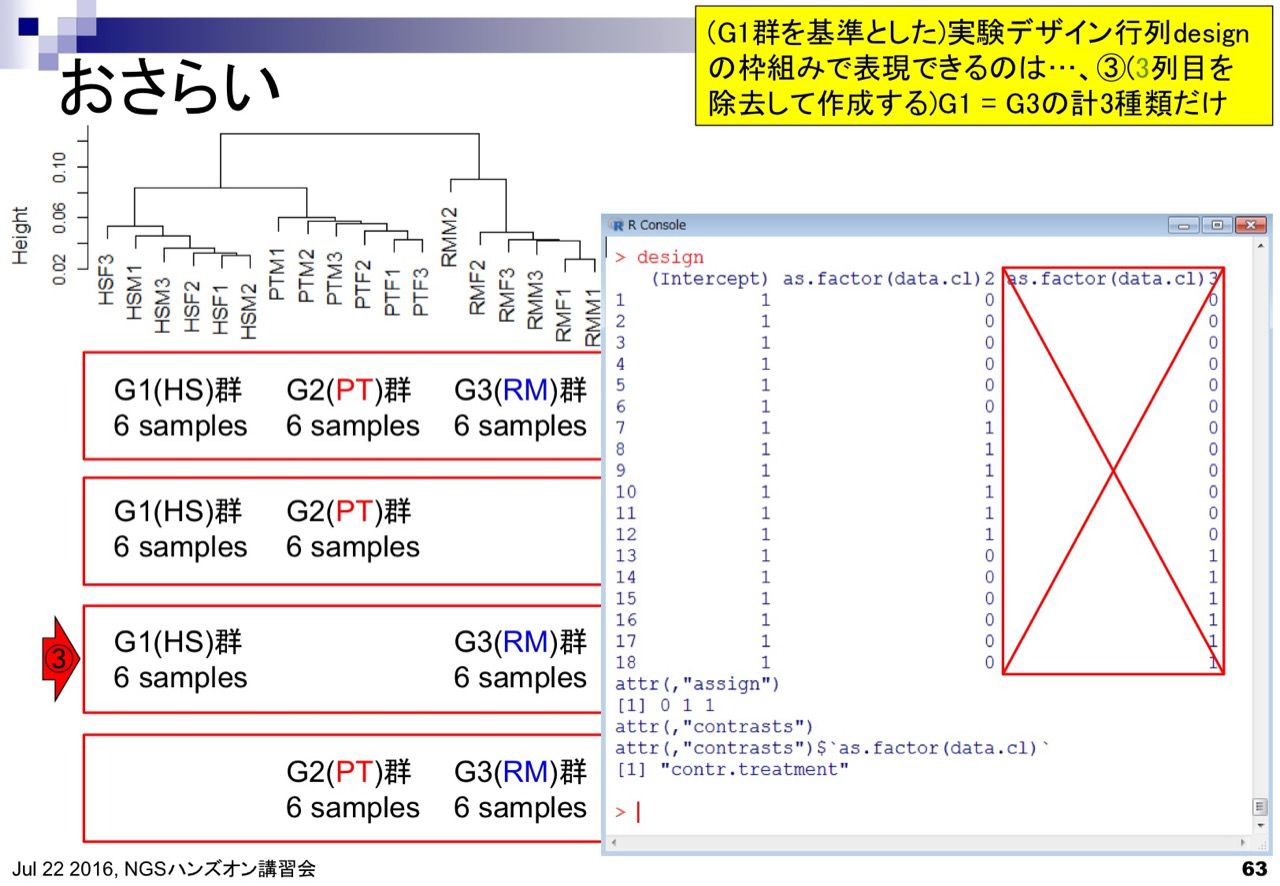 (G1群を基準とした)実験デザイン行列design
の枠組みで表現できるのは…、③(3列目を
除去して作成する)G1 = G3の計3種類だけ
おさらい
Height
0.02 0.06 0.10
HSF3
HSM1
HSM3
HSF2
HSF1
HSM2
PTM1
PTM2
PTM3
PTF2
PTF1
PTF3
RMM2
RMF2
RMF3
RMM3
RMF1
RMM1
G1(HS)群 G2(PT)群 G3(RM)群
6 samples 6 samples 6 samples
G1(HS)群 G2(PT)群
6 samples 6 samples
③
G1(HS)群 G3(RM)群
6 samples 6 samples
G2(PT)群 G3(RM)群
6 samples 6 samples
R Console
> design
(Intercept) as.factor(data.cl)2 as.factor(data.cl)3
1 1 0 0
2 1 0 0
3 1 0 0
4 1 0 0
5 1 0 0
6 1 0 0
7 1 1 0
8 1 1 0
9 1 1 0
10 1 1 0
11 1 1 0
12 1 1 0
13 1 0 1
14 1 0 1
15 1 0 1
16 1 0 1
17 1 0 1
18 1 0 1
attr(,"assign")
[1] 0 1 1
attr(,"contrasts")
attr(,"contrasts")$`as.factor(data.cl)`
[1] "contr.treatment"
>
Jul 22 2016, NGSハンズオン講習会
63